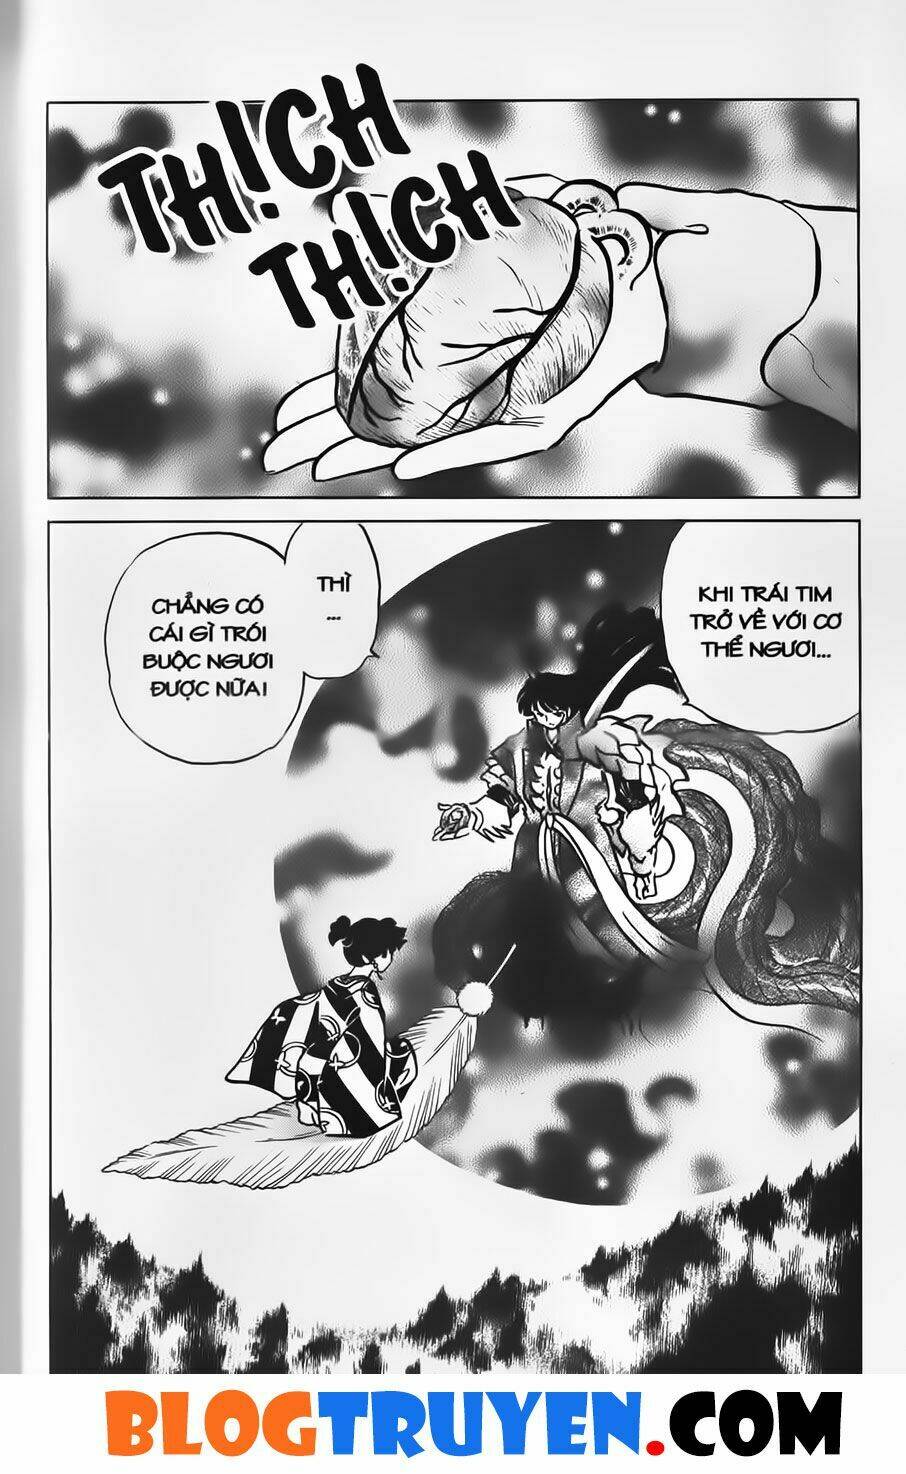 THỊCH
THỊCH
KHI TRÁI TIM
TRỞ VỀ VỚI CƠ
THỂ NGƯƠI...
THÌ
...
CHẲNG CÓ
CÁI GÌ TRÓI
BUỘC NGƯƠI
ĐƯỢC NỮA!
BLOGTRUYEN.COM